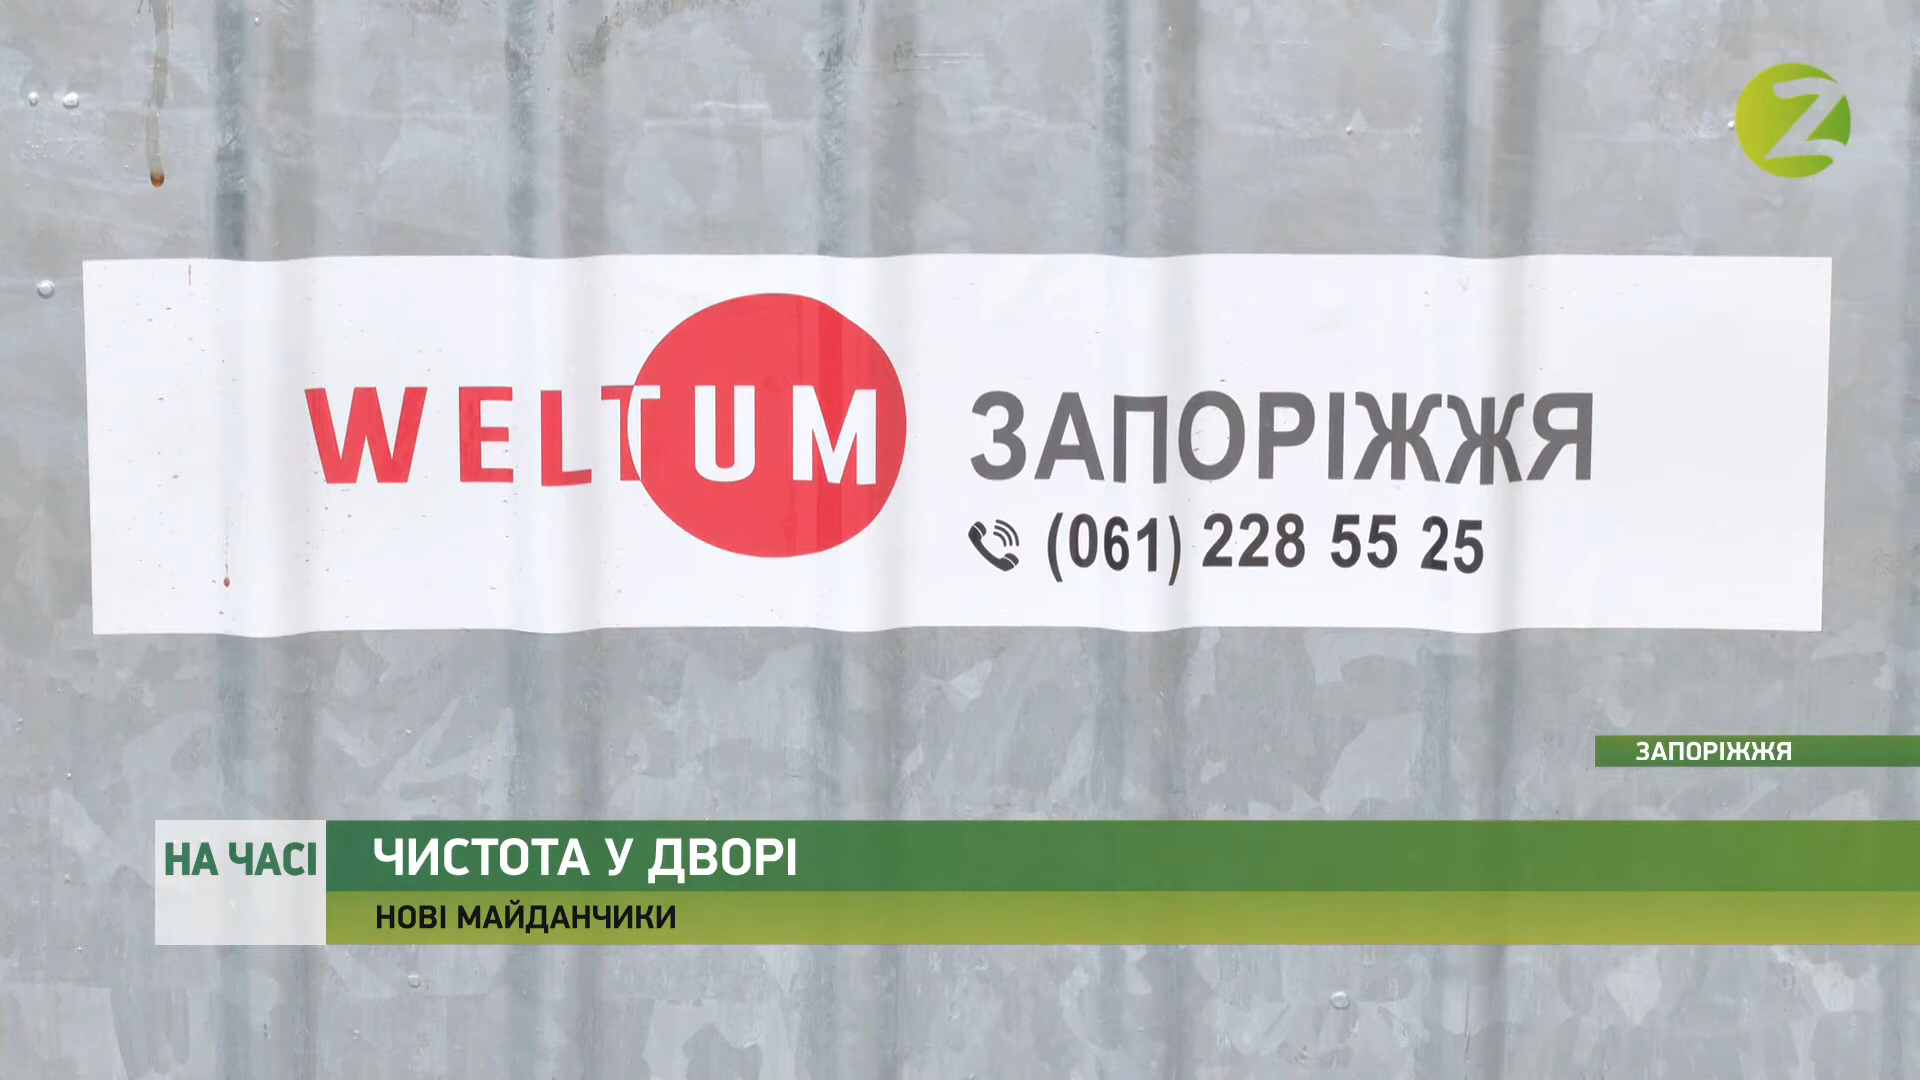 Z
WELTUM ЗАПОРІЖЖЯ
(061) 228 55 25
ЗАПОРІЖЖЯ
НА ЧАСІ
ЧИСТОТА У ДВОРІ
НОВІ МАЙДАНЧИКИ